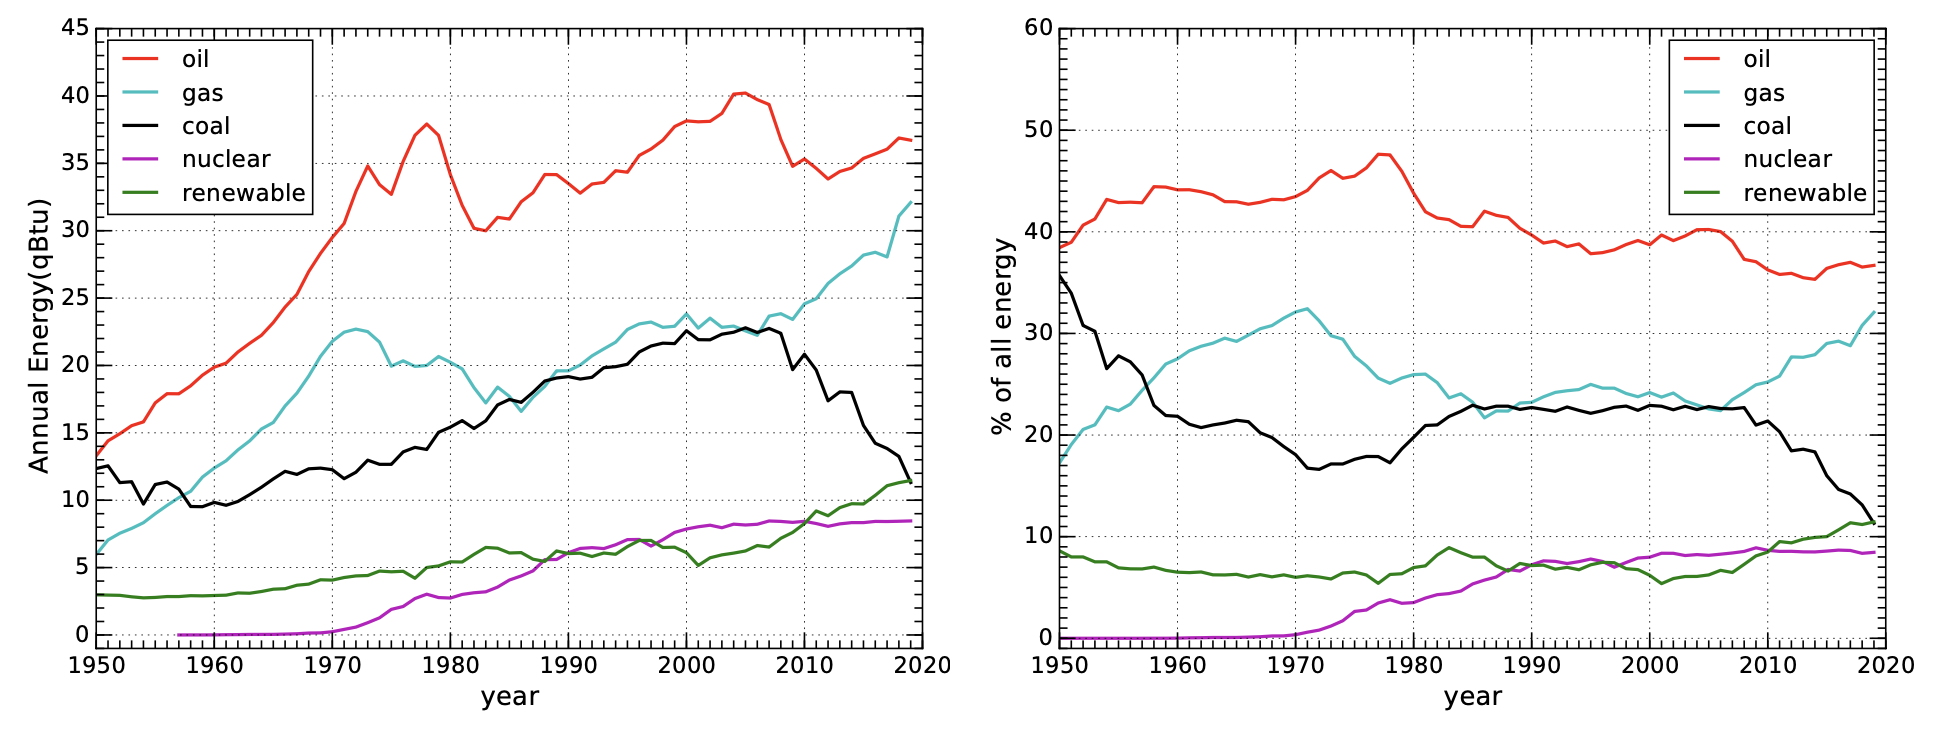 Annual Energy(qBtu)
45
40
35
30
25
20
15
10
5
0
oil
gas
coal
nuclear
renewable
1950 1960 1970 1980 1990 2000 2010 2020
year
% of all energy
60
50
40
30
20
10
0
oil
gas
coal
nuclear
renewable
1950 1960 1970 1980 1990 2000 2010 2020
year